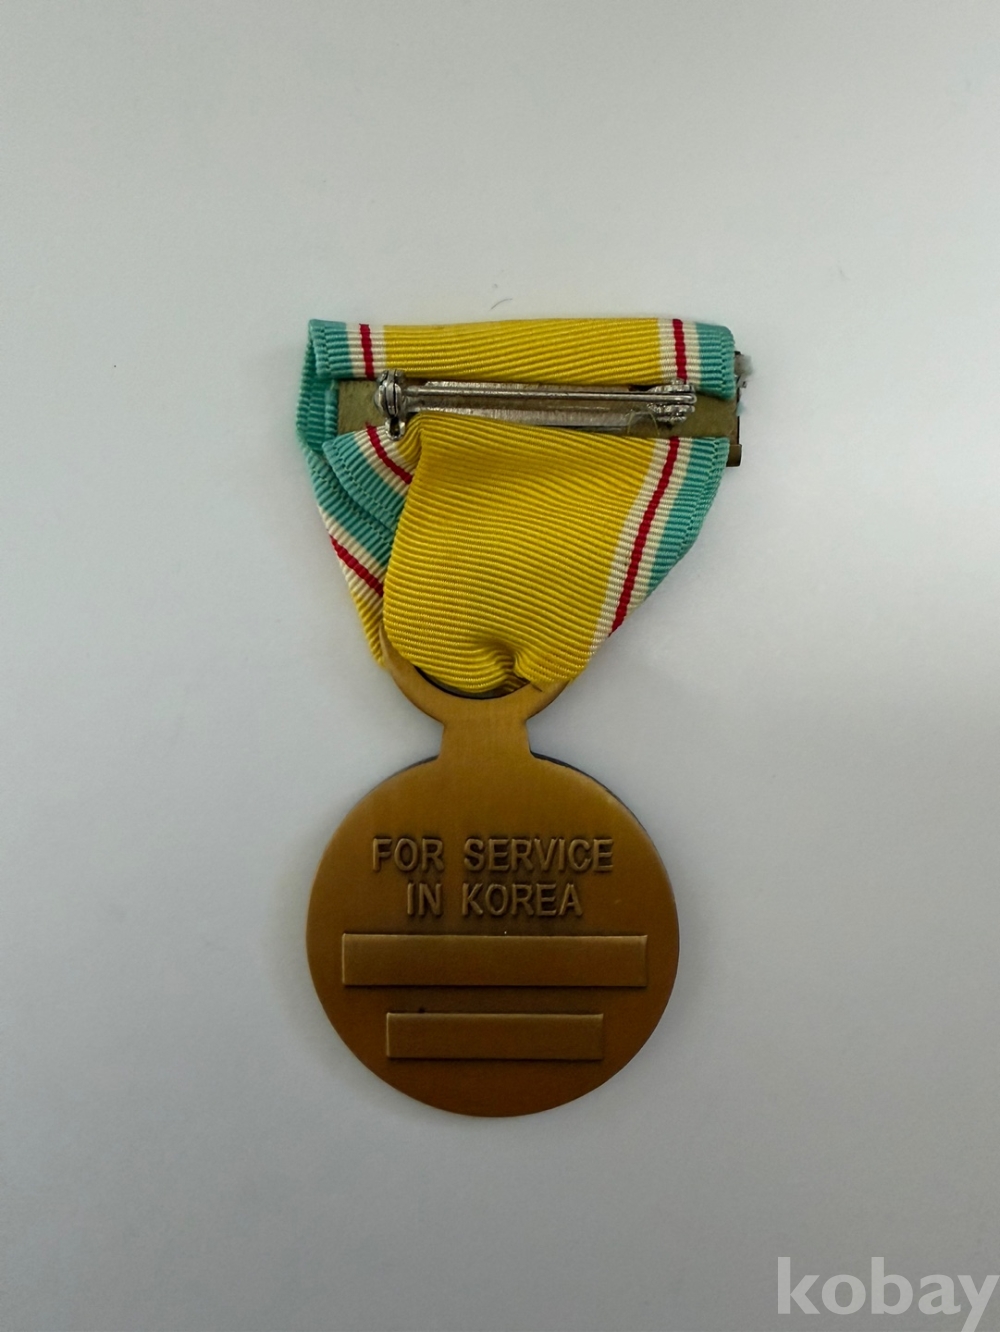 FOR SERVICE
IN KOREA
kobay